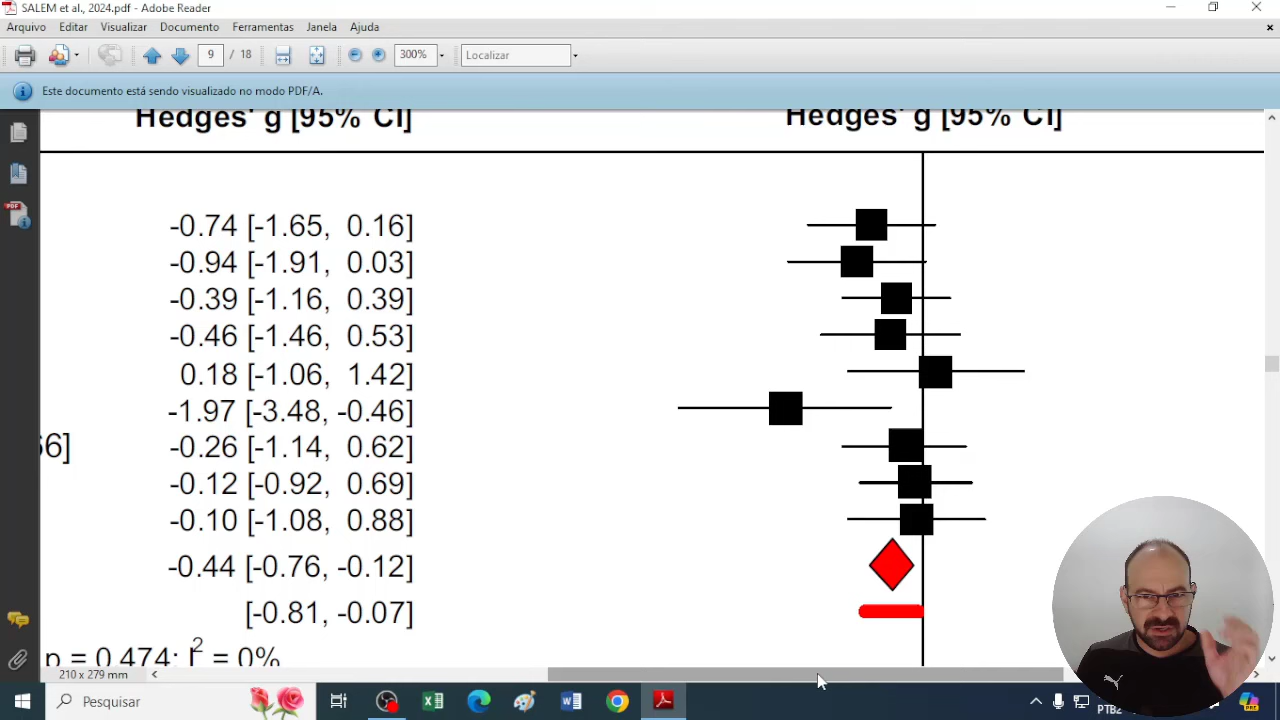 SALEM et al., 2024.pdf - Adobe Reader
Arquivo Editar Visualizar Documento Ferramentas Janela Ajuda
9 / 18 300% Localizar
Este documento está sendo visualizado no modo PDF/A.
Hedges' g [95% CI] Hedges' g [95% CI]
-0.74 [-1.65, 0.16]
-0.94 [-1.91, 0.03]
-0.39 [-1.16, 0.39]
-0.46 [-1.46, 0.53]
0.18 [-1.06, 1.42]
-1.97 [-3.48, -0.46]
6] -0.26 [-1.14, 0.62]
-0.12 [-0.92, 0.69]
-0.10 [-1.08, 0.88]
-0.44 [-0.76, -0.12]
[-0.81, -0.07]
p = 0.474; I2 = 0%
210 x 279 mm
Pesquisar PTB2